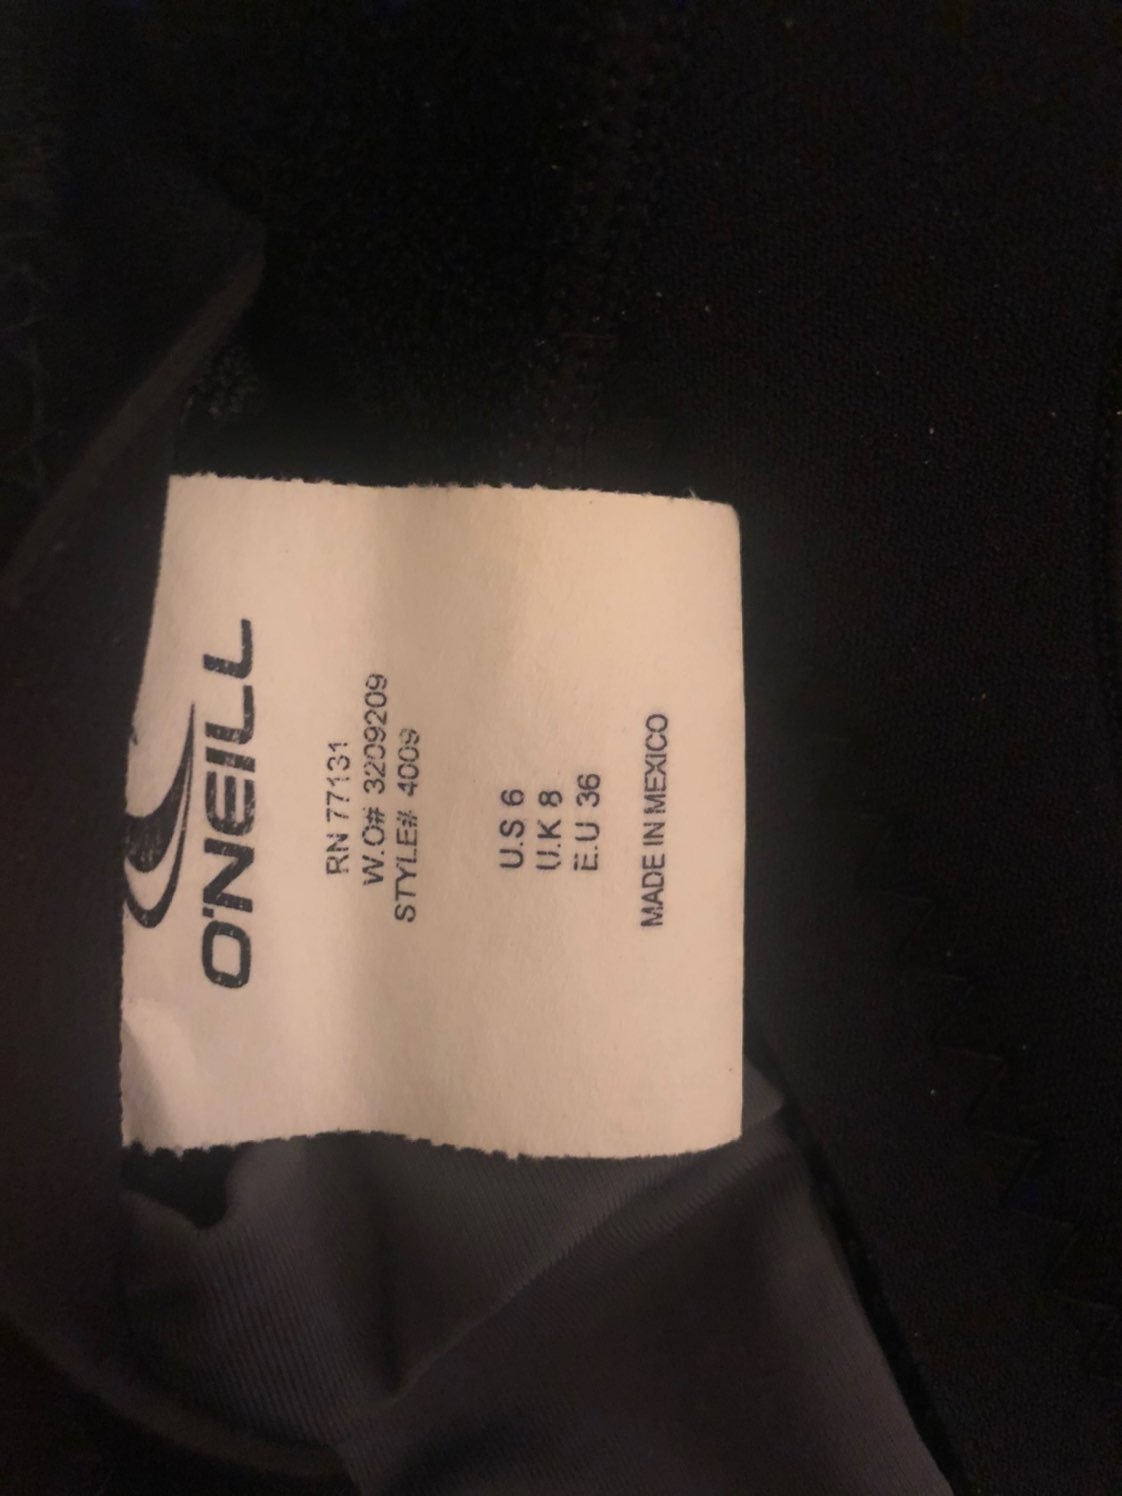 O'NEILL
RN 77131
W.O# 3209209
STYLE# 4009
U.S 6
U.K 8
E.U 36
MADE IN MEXICO